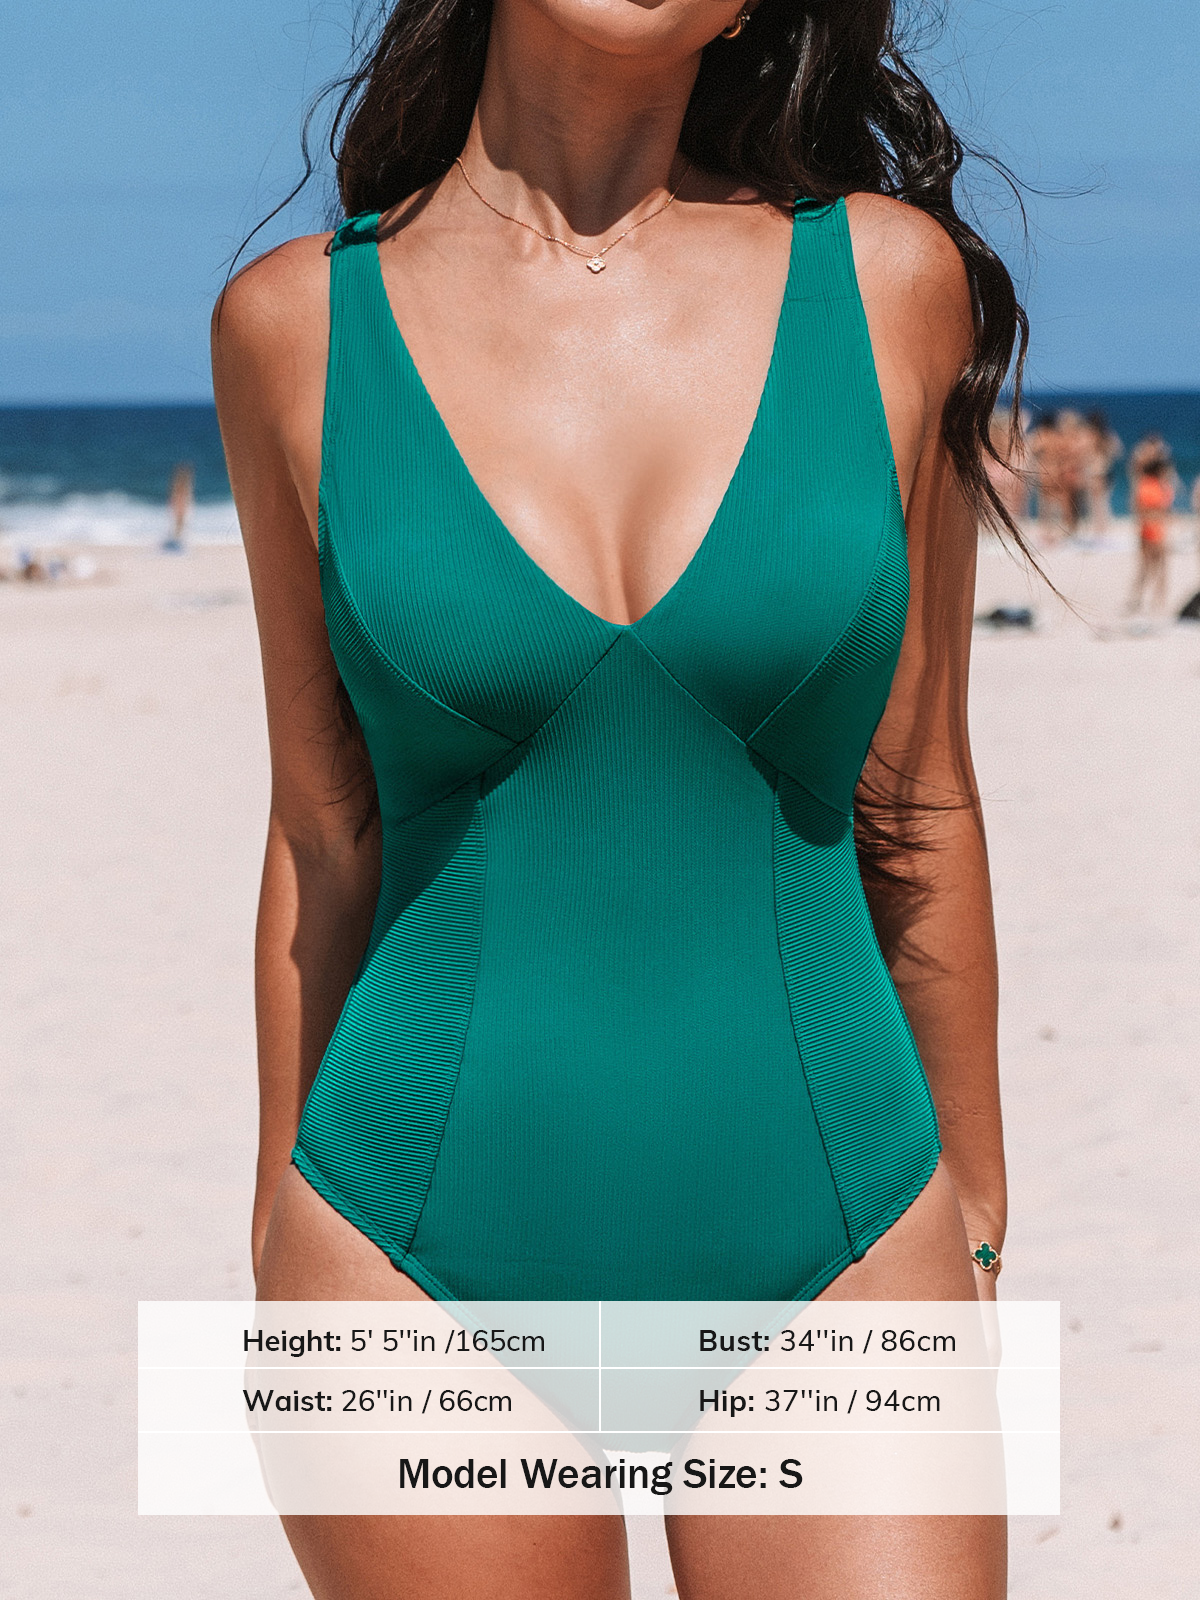 Height: 5' 5''in /165cm
Bust: 34''in / 86cm
Waist: 26''in / 66cm
Hip: 37''in / 94cm
Model Wearing Size: S